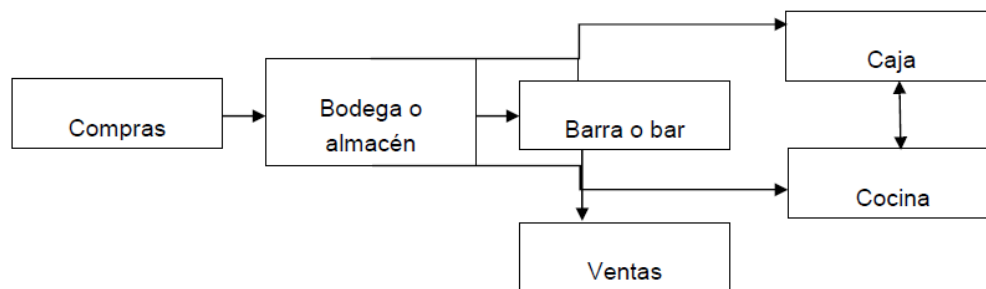 Caja
Compras
Bodega o
almacén
Barra o bar
Cocina
Ventas